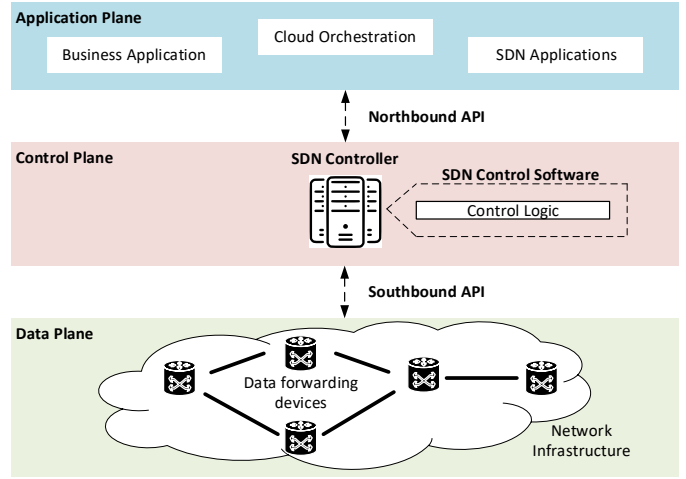 Application Plane
Business Application
Cloud Orchestration
SDN Applications
Northbound API
Control Plane
SDN Controller
SDN Control Software
Control Logic
Southbound API
Data Plane
Data forwarding
devices
Network
Infrastructure